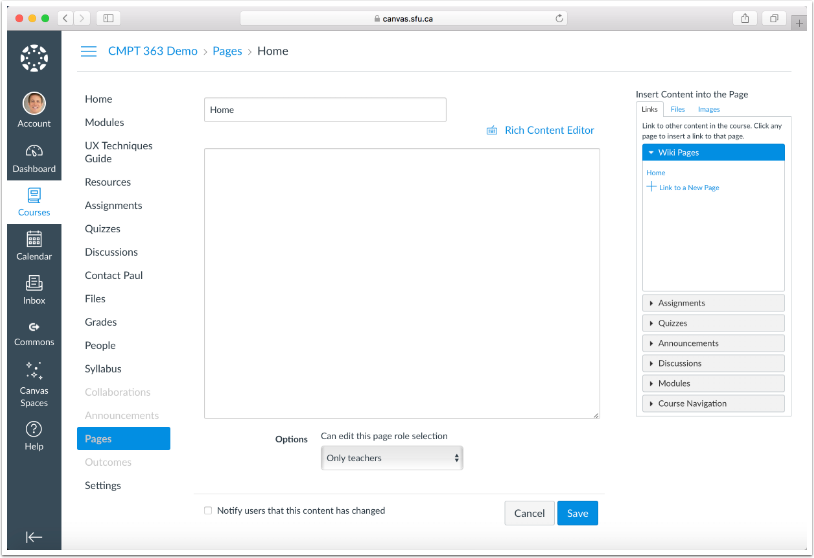 canvas.sfu.ca
CMPT 363 Demo › Pages › Home
Account
Dashboard
Courses
Calendar
Inbox
Commons
Canvas
Spaces
Help
Home
Modules
UX Techniques
Guide
Resources
Assignments
Quizzes
Discussions
Contact Paul
Files
Grades
People
Syllabus
Collaborations
Announcements
Pages
Outcomes
Settings
Home
Rich Content Editor
Options
Can edit this page role selection
Only teachers
Notify users that this content has changed
Cancel
Save
Insert Content into the Page
Links Files Images
Link to other content in the course. Click any
page to insert a link to that page.
Wiki Pages
Home
Link to a New Page
Assignments
Quizzes
Announcements
Discussions
Modules
Course Navigation